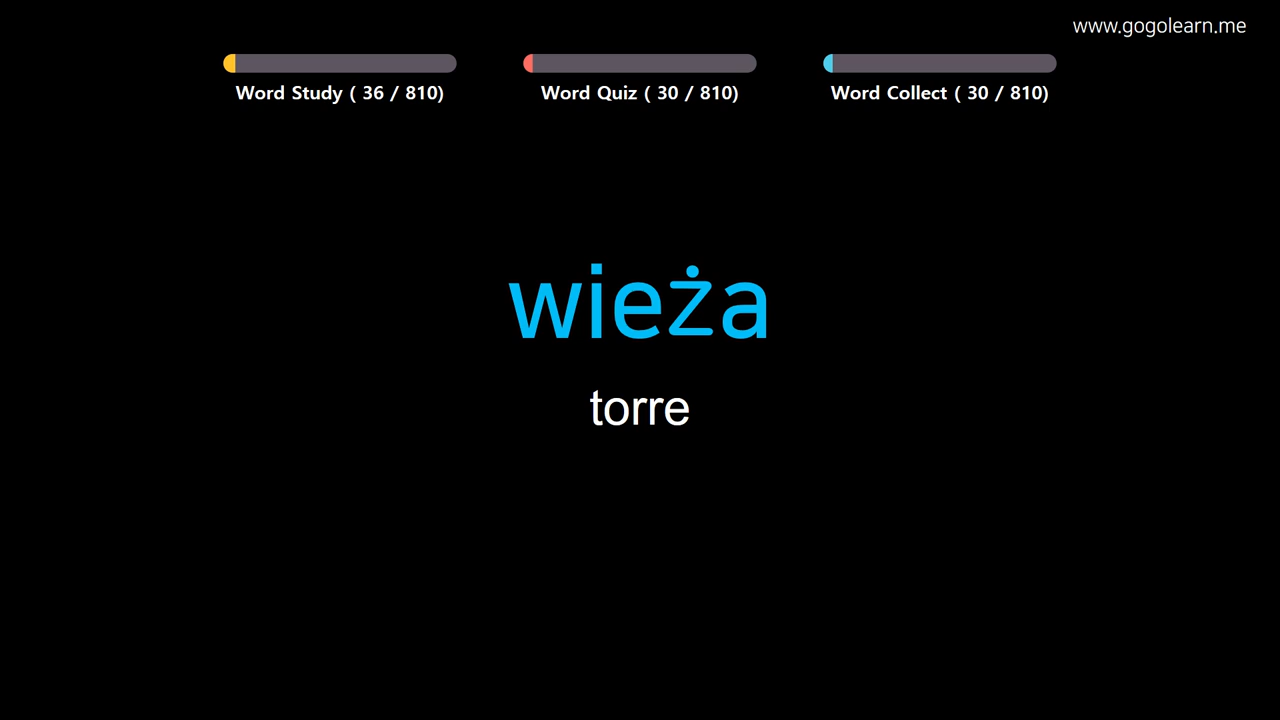 www.gogolearn.me
Word Study ( 36 / 810)
Word Quiz ( 30 / 810)
Word Collect ( 30 / 810)
wieża
torre